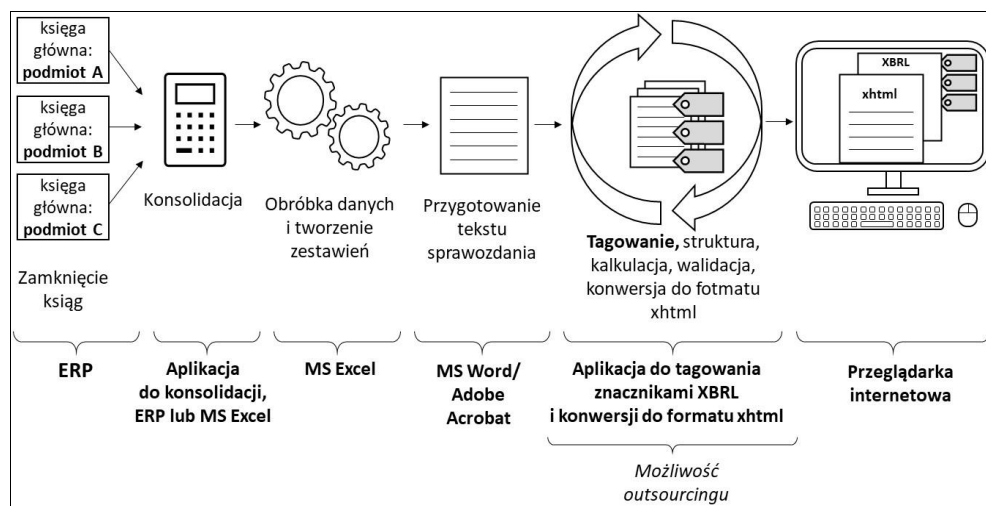 księga
główna:
podmiot A
księga
główna:
podmiot B
księga
główna:
podmiot C
Zamknięcie
ksiąg
Konsolidacja
Obróbka danych
i tworzenie
zestawień
Przygotowanie
tekstu
sprawozdania
Tagowanie, struktura,
kalkulacja, walidacja,
konwersja do fotmatu
xhtml
XBRL
xhtml
ERP
Aplikacja
do konsolidacji,
ERP lub MS Excel
MS Excel
MS Word/
Adobe
Acrobat
Aplikacja do tagowania
znacznikami XBRL
i konwersji do formatu xhtml
Przeglądarka
internetowa
Możliwość
outsourcingu